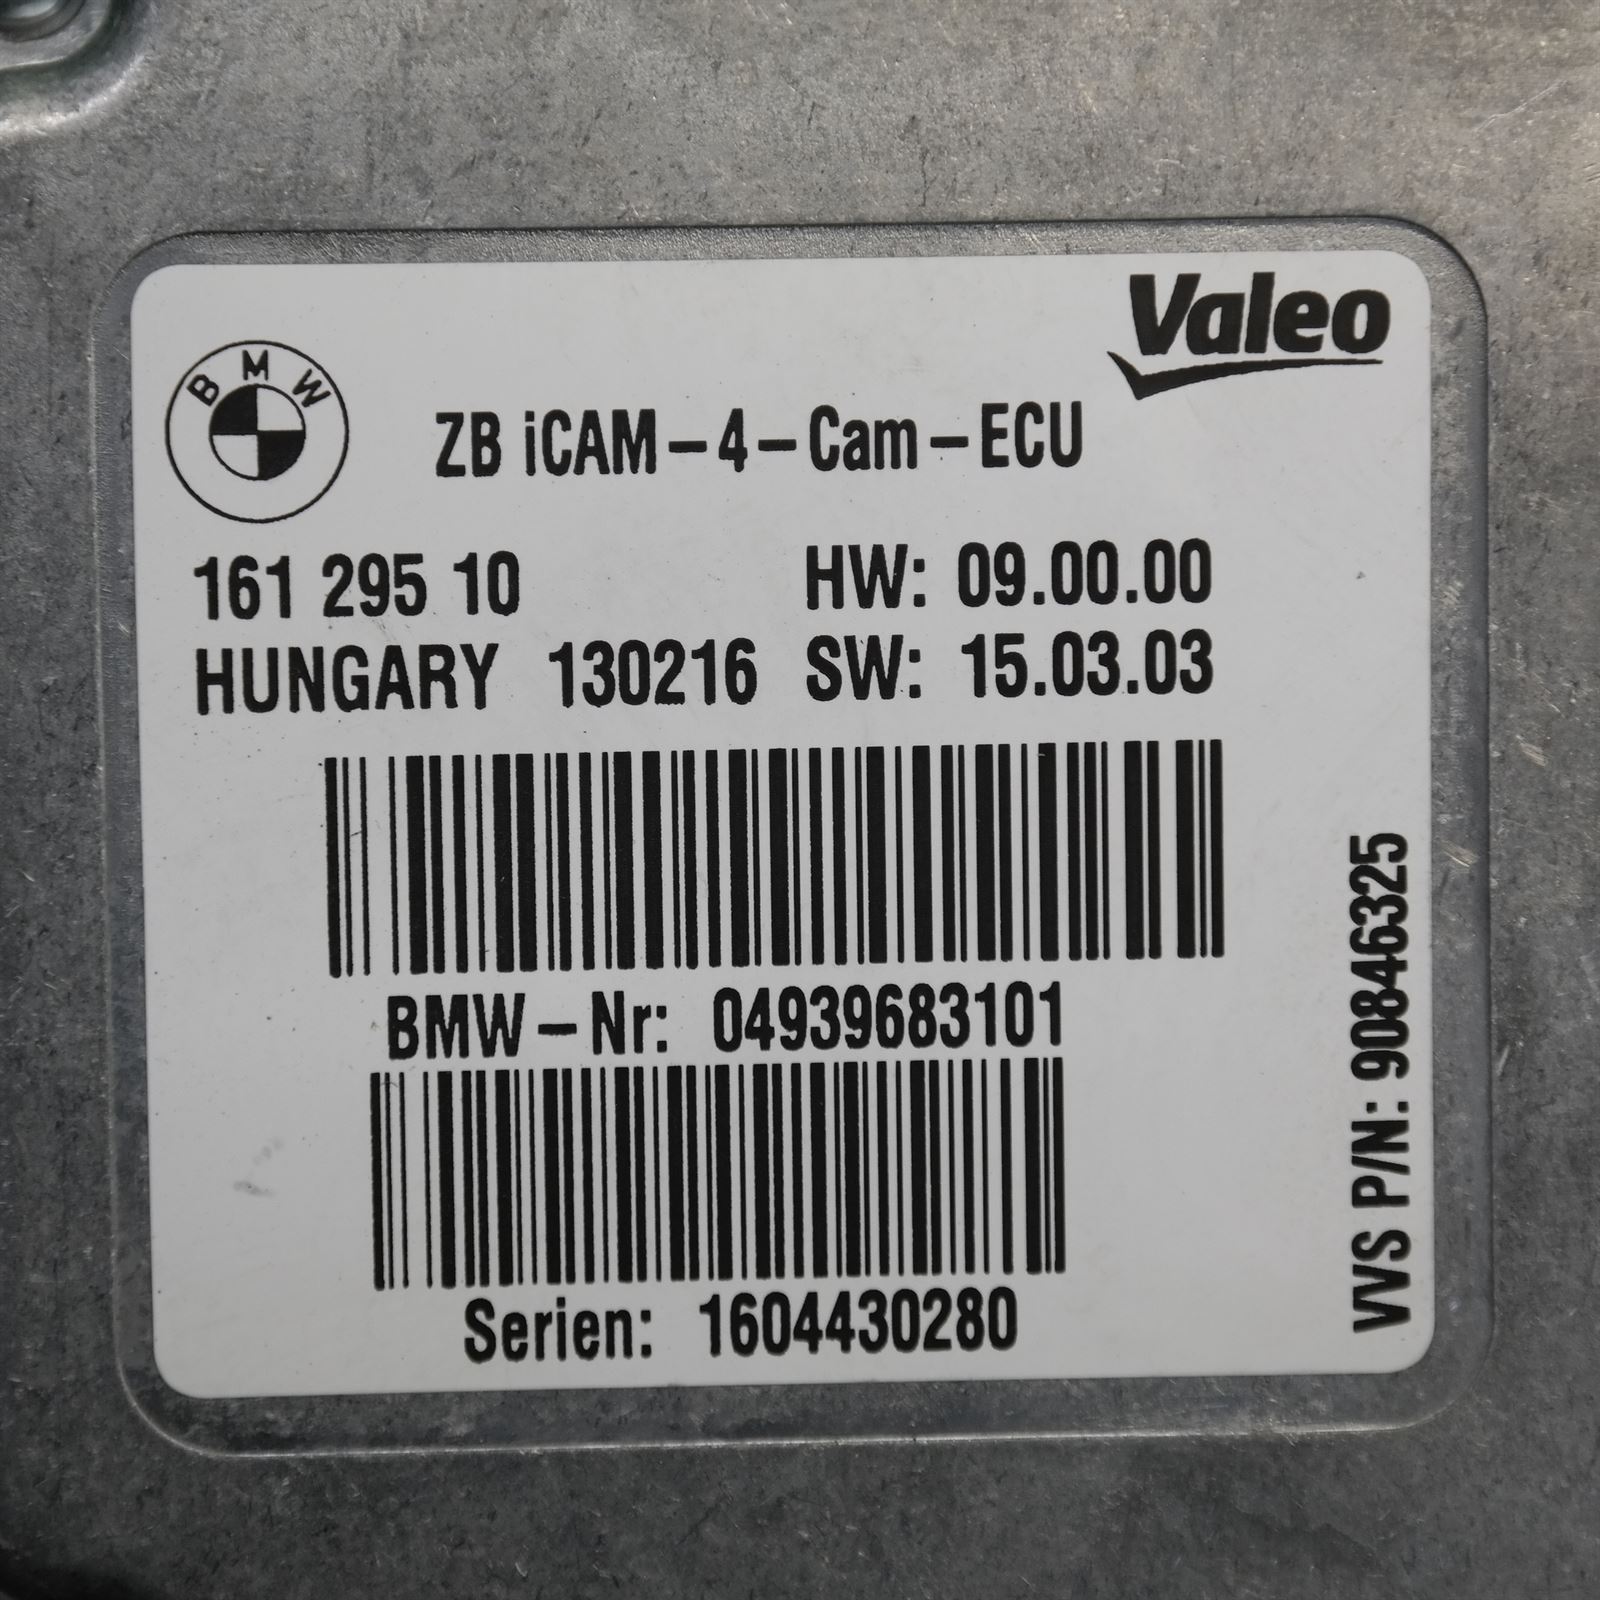 Valeo
BMW
ZB iCAM-4-Cam-ECU
161 295 10 HW: 09.00.00
HUNGARY 130216 SW: 15.03.03
BMW-Nr: 04939683101
Serien: 1604430280
VVS P/N: 90846325